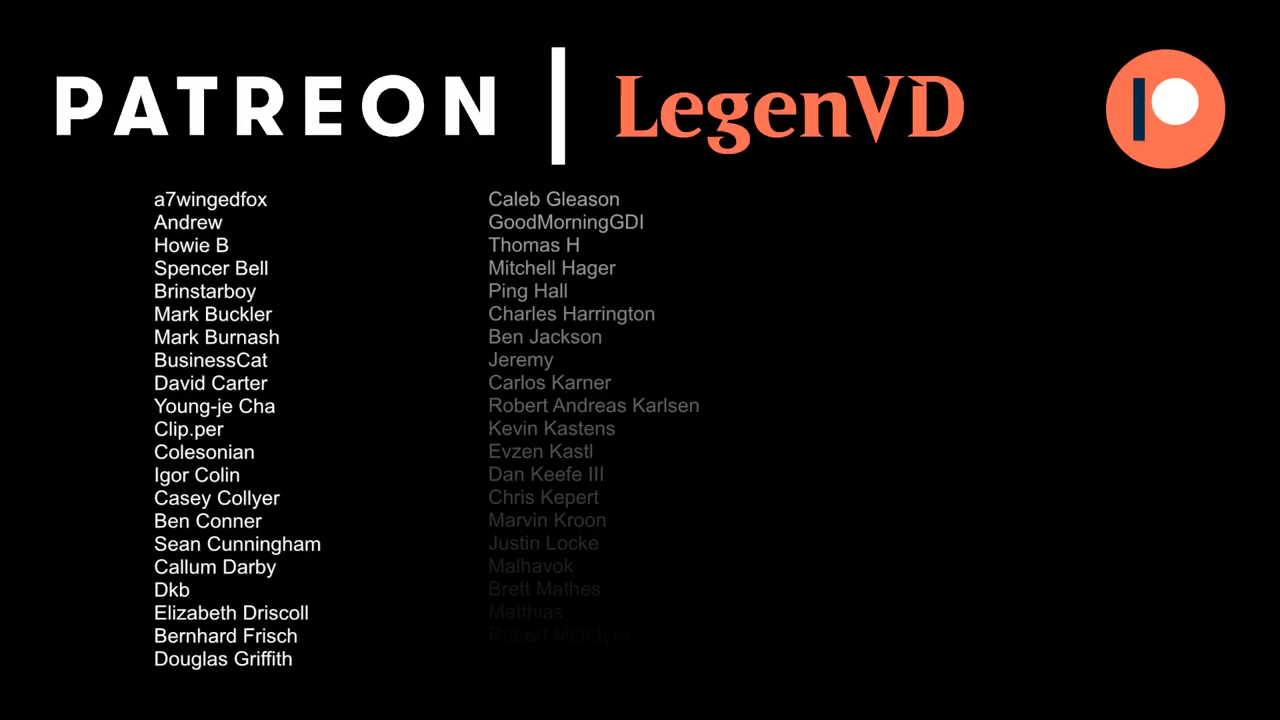 PATREON | LegenVD
a7wingedfox
Andrew
Howie B
Spencer Bell
Brinstarboy
Mark Buckler
Mark Burnash
BusinessCat
David Carter
Young-je Cha
Clip.per
Colesonian
Igor Colin
Casey Collyer
Ben Conner
Sean Cunningham
Callum Darby
Dkb
Elizabeth Driscoll
Bernhard Frisch
Douglas Griffith
Caleb Gleason
GoodMorningGDI
Thomas H
Mitchell Hager
Ping Hall
Charles Harrington
Ben Jackson
Jeremy
Carlos Karner
Robert Andreas Karlsen
Kevin Kastens
Evzen Kastl
Dan Keefe III
Chris Kepert
Marvin Kroon
Justin Locke
Malhavok
Brett Mathes
Matthias
Robert McIntyre